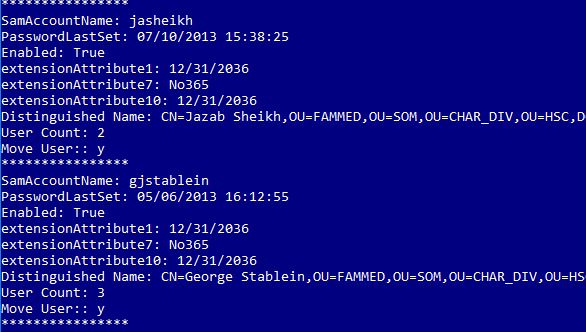 ****************
SamAccountName: jasheikh
PasswordLastSet: 07/10/2013 15:38:25
Enabled: True
extensionAttribute1: 12/31/2036
extensionAttribute7: No365
extensionAttribute10: 12/31/2036
Distinguished Name: CN=Jazab Sheikh,OU=FAMMED,OU=SOM,OU=CHAR_DIV,OU=HSC,D
User Count: 2
Move User:: y
****************
SamAccountName: gjstablein
PasswordLastSet: 05/06/2013 16:12:55
Enabled: True
extensionAttribute1: 12/31/2036
extensionAttribute7: No365
extensionAttribute10: 12/31/2036
Distinguished Name: CN=George Stablein,OU=FAMMED,OU=SOM,OU=CHAR_DIV,OU=HS
User Count: 3
Move User:: y
****************